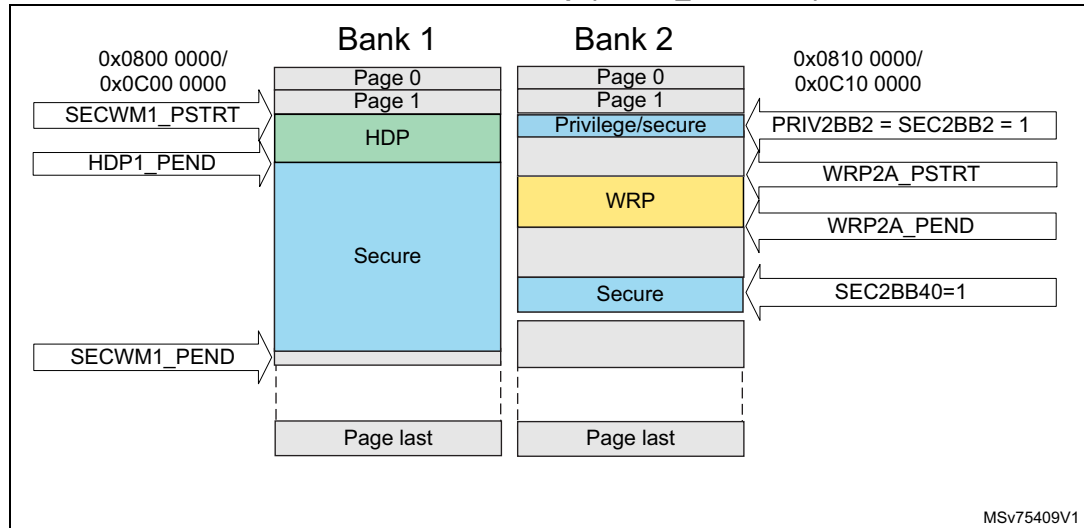 Bank 1
Bank 2
0x0800 0000/
0x0C00 0000
0x0810 0000/
0x0C10 0000
Page 0
Page 0
Page 1
Page 1
SECWM1_PSTRT
HDP
Privilege/secure
PRIV2BB2 = SEC2BB2 = 1
HDP1_PEND
WRP2A_PSTRT
WRP
WRP2A_PEND
Secure
Secure
SEC2BB40=1
SECWM1_PEND
Page last
Page last
MSv75409V1